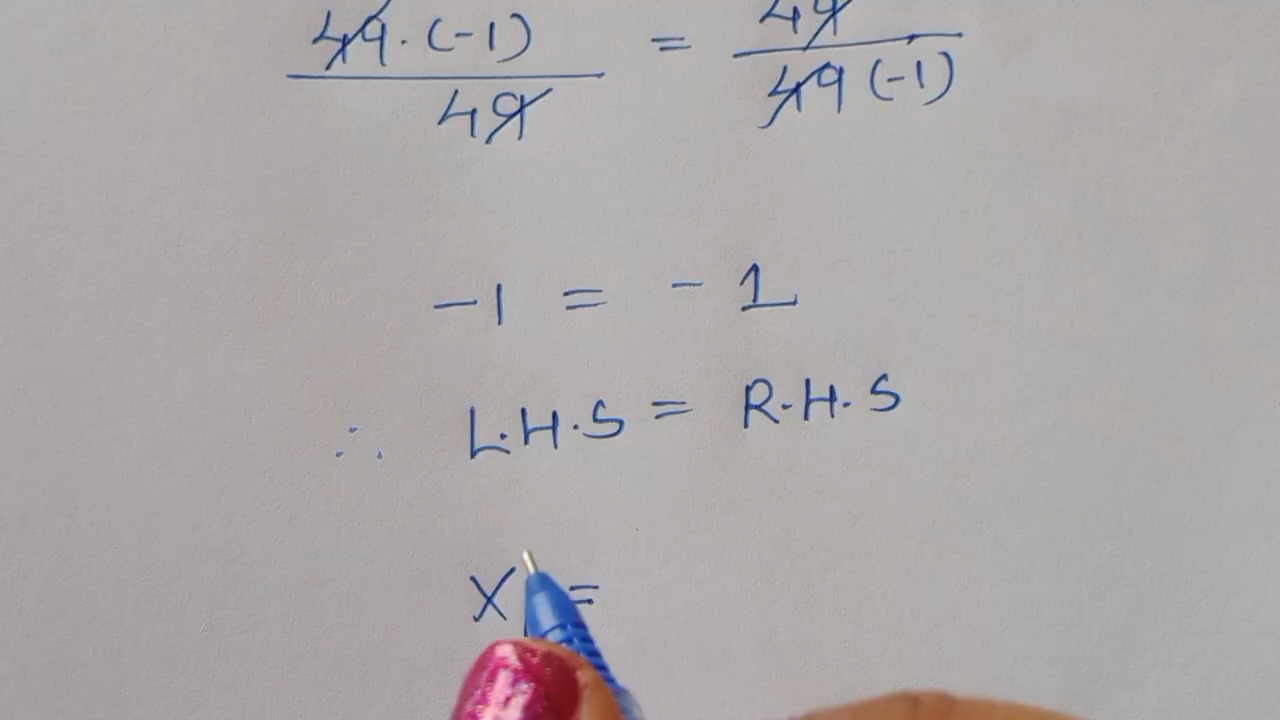 49·(-1) = 49
49 49(-1)
-1 = - 1
∴ L.H.S = R.H.S
X =